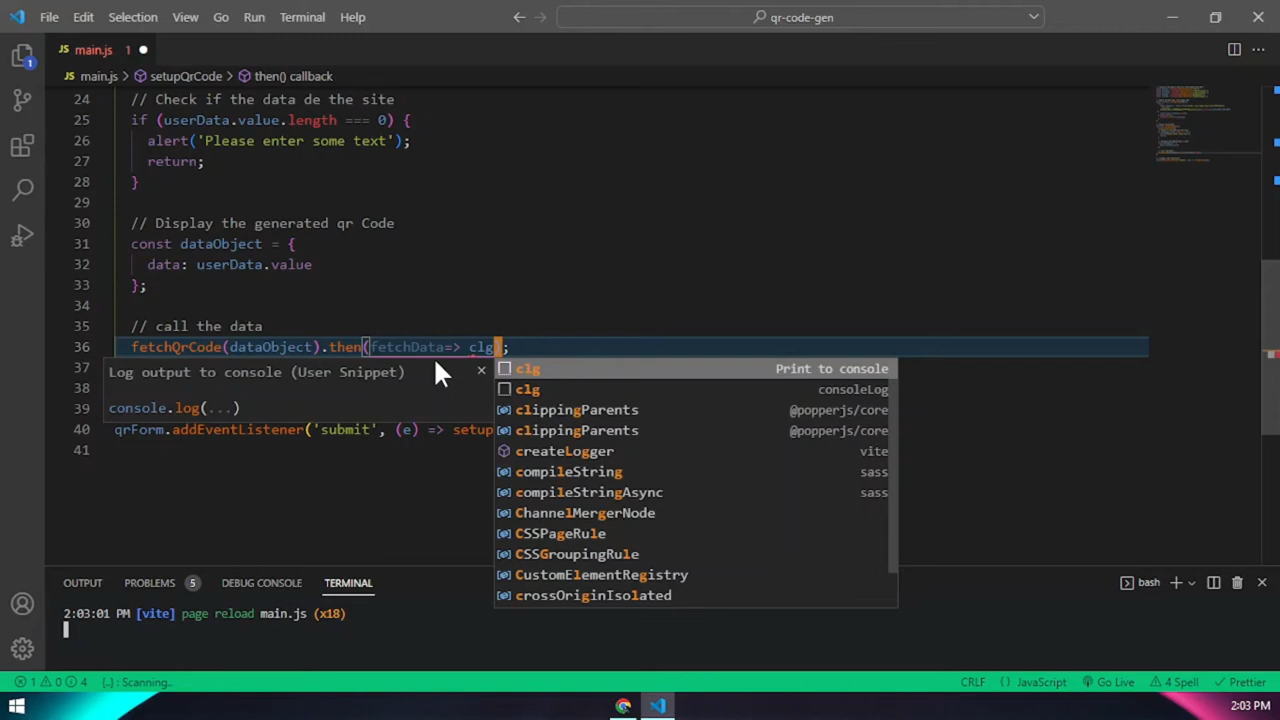 File Edit Selection View Go Run Terminal Help qr-code-gen
JS main.js 1
JS main.js > setupQrCode > then() callback
24 // Check if the data de the site
25 if (userData.value.length === 0) {
26 alert('Please enter some text');
27 return;
28 }
29
30 // Display the generated qr Code
31 const dataObject = {
32 data: userData.value
33 };
34
35 // call the data
36 fetchQrCode(dataObject).then(fetchData=> clg);
37 Log output to console (User Snippet) clg Print to console
38 clg consoleLog
console.log(...) clippingParents @popperjs/core
39 clippingParents @popperjs/core
40 qrForm.addEventListener('submit', (e) => setup
41 createLogger vite
compileString sass
compileStringAsync sass
ChannelMergerNode
CSSPageRule
CSSGroupingRule
CustomElementRegistry
crossOriginIsolated
OUTPUT PROBLEMS 5 DEBUG CONSOLE TERMINAL bash
2:03:01 PM [vite] page reload main.js (x18)
1 0 4 [..] : Scanning.. CRLF {} JavaScript Go Live 4 Spell Prettier
2:03 PM